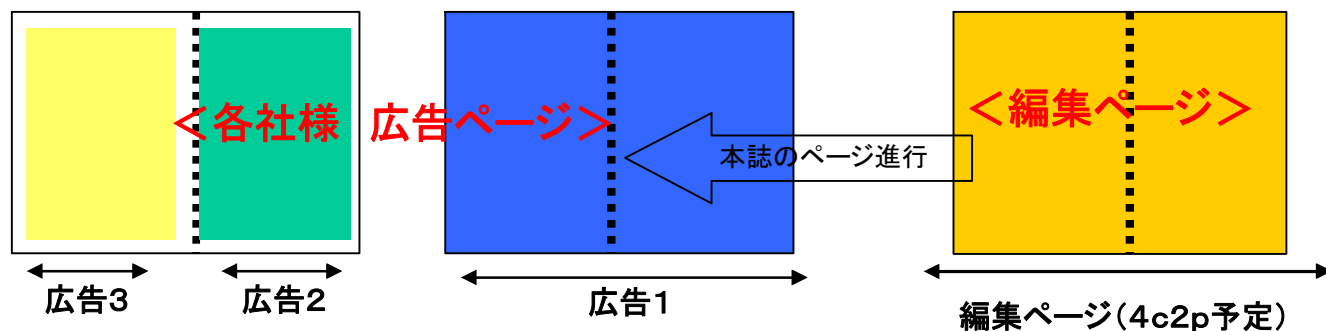 <各社様 広告ページ>
<編集ページ>
本誌のページ進行
広告3
広告2
広告1
編集ページ(4c2p予定)